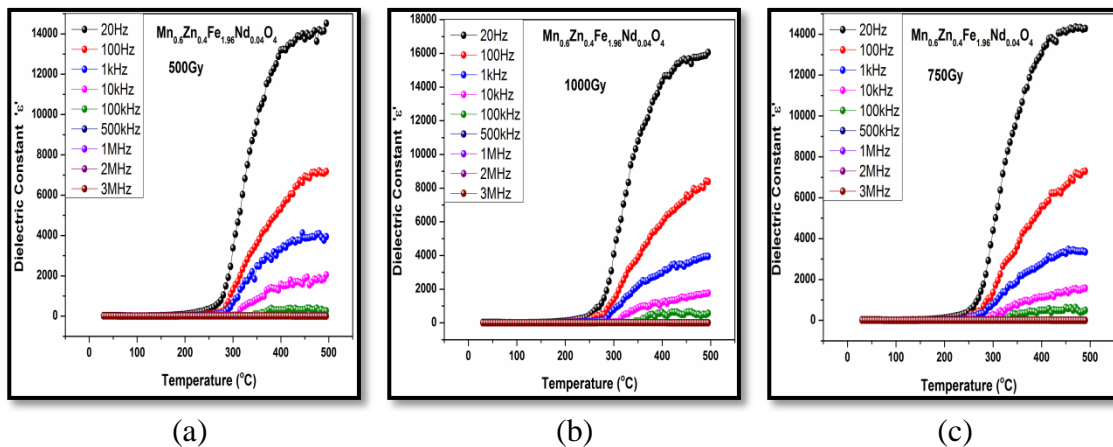 Mn0.6Zn0.4Fe1.96Nd0.04O4
500Gy
20Hz
100Hz
1kHz
10kHz
100kHz
500kHz
1MHz
2MHz
3MHz
Dielectric Constant 'ε'
14000
12000
10000
8000
6000
4000
2000
0
0 100 200 300 400 500
Temperature (°C)
(a)
Mn0.6Zn0.4Fe1.96Nd0.04O4
1000Gy
20Hz
100Hz
1kHz
10kHz
100kHz
500kHz
1MHz
2MHz
3MHz
Dielectric Constant 'ε'
18000
16000
14000
12000
10000
8000
6000
4000
2000
0
0 100 200 300 400 500
Temperature (°C)
(b)
Mn0.6Zn0.4Fe1.96Nd0.04O4
750Gy
20Hz
100Hz
1kHz
10kHz
100kHz
500kHz
1MHz
2MHz
3MHz
Dielectric Constant 'ε'
14000
12000
10000
8000
6000
4000
2000
0
0 100 200 300 400 500
Temperature (°C)
(c)